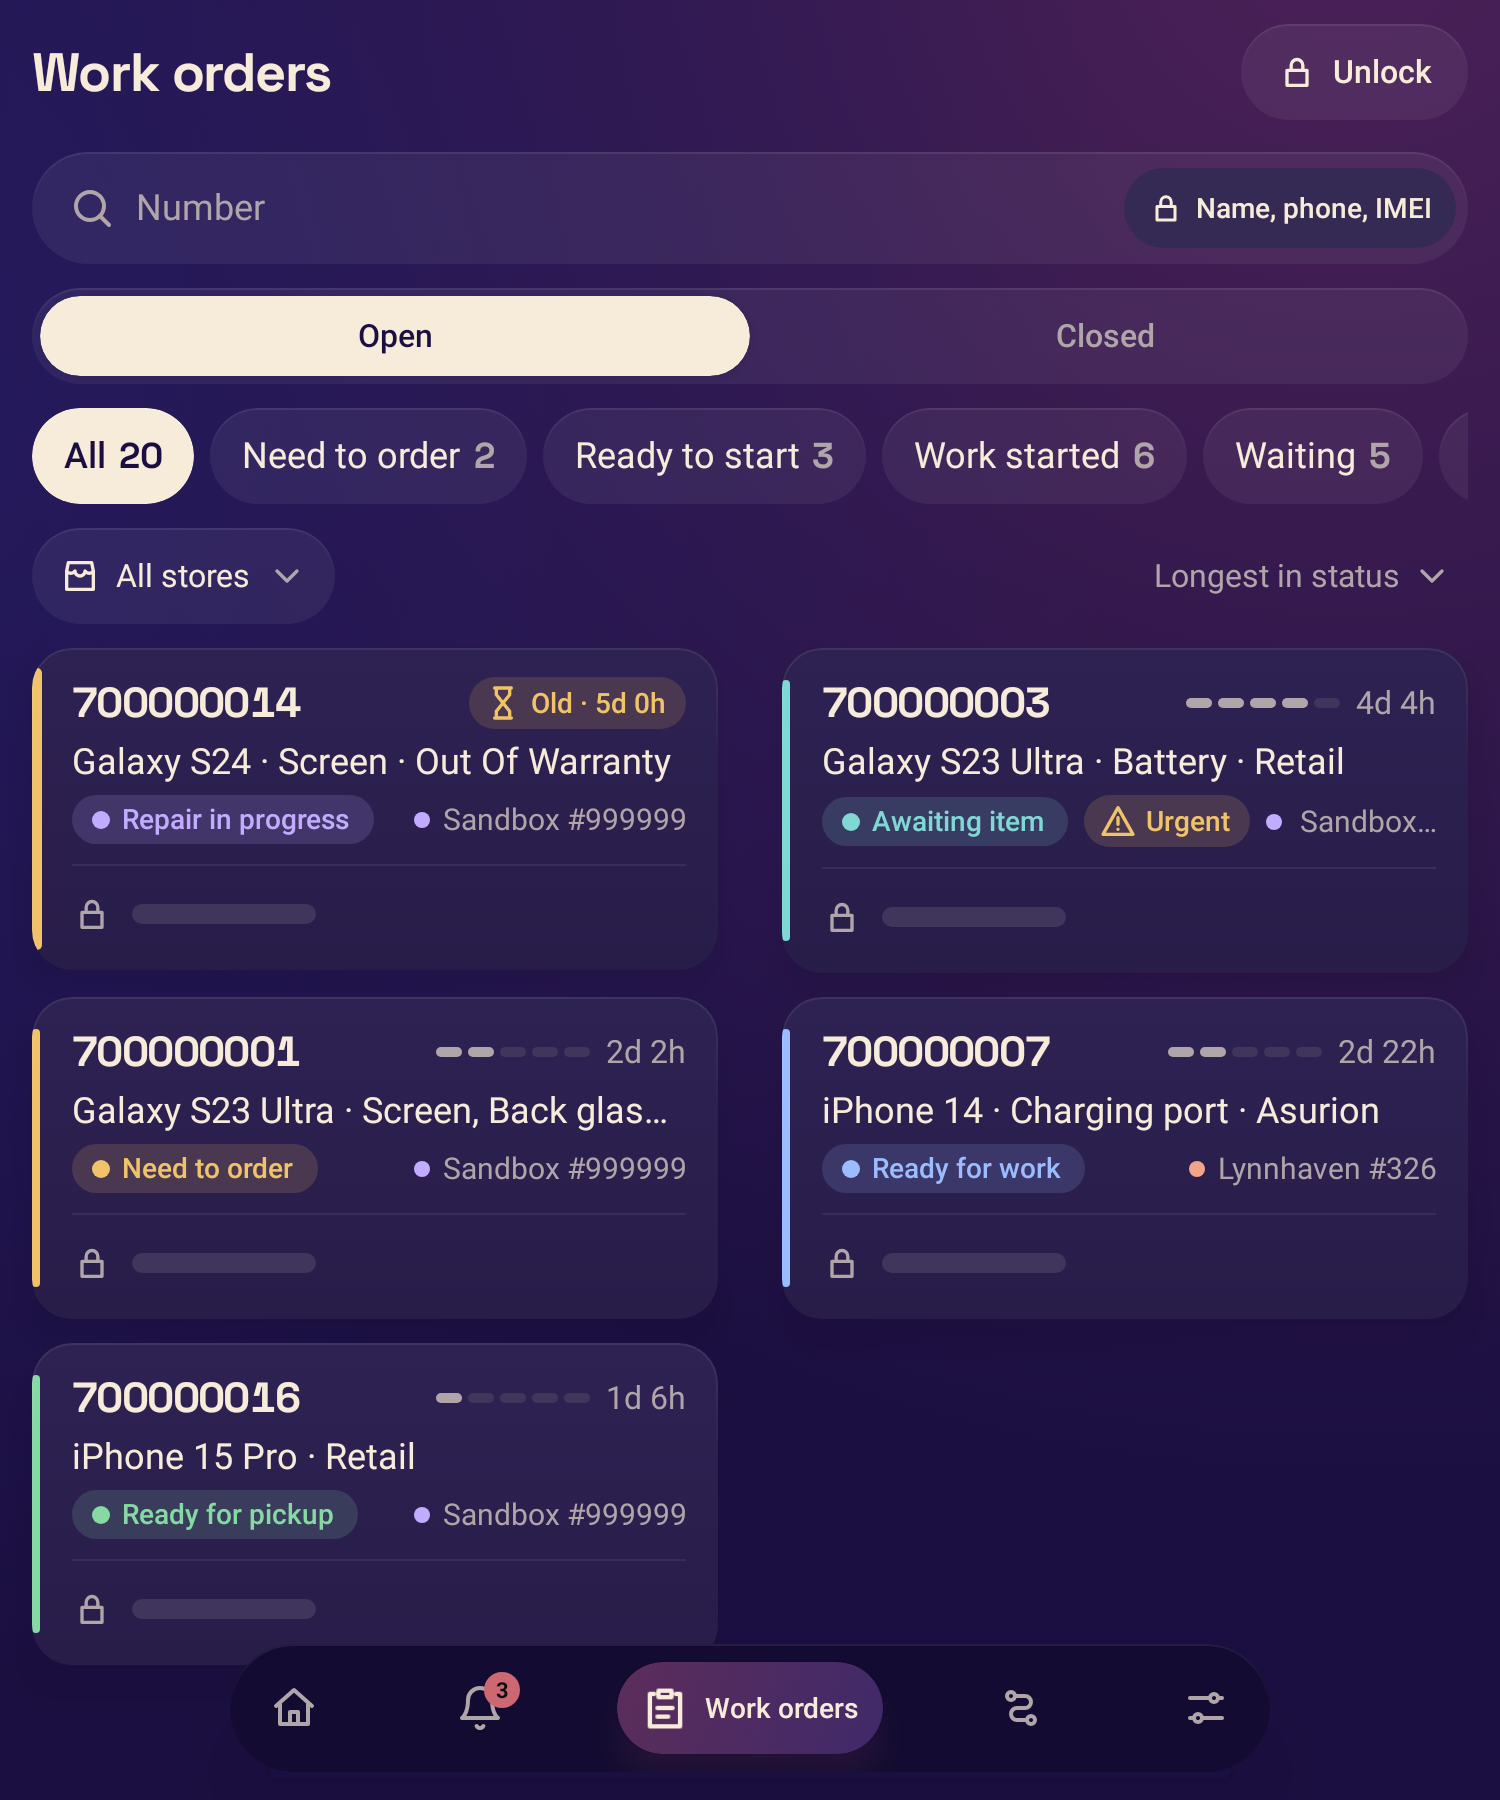 Work orders
Unlock
Number
Name, phone, IMEI
Open
Closed
All 20
Need to order 2
Ready to start 3
Work started 6
Waiting 5
All stores
Longest in status
700000014
Old · 5d 0h
Galaxy S24 · Screen · Out Of Warranty
Repair in progress
Sandbox #999999
700000003
4d 4h
Galaxy S23 Ultra · Battery · Retail
Awaiting item
Urgent
Sandbox...
700000001
2d 2h
Galaxy S23 Ultra · Screen, Back glas...
Need to order
Sandbox #999999
700000007
2d 22h
iPhone 14 · Charging port · Asurion
Ready for work
Lynnhaven #326
700000016
1d 6h
iPhone 15 Pro · Retail
Ready for pickup
Sandbox #999999
3
Work orders